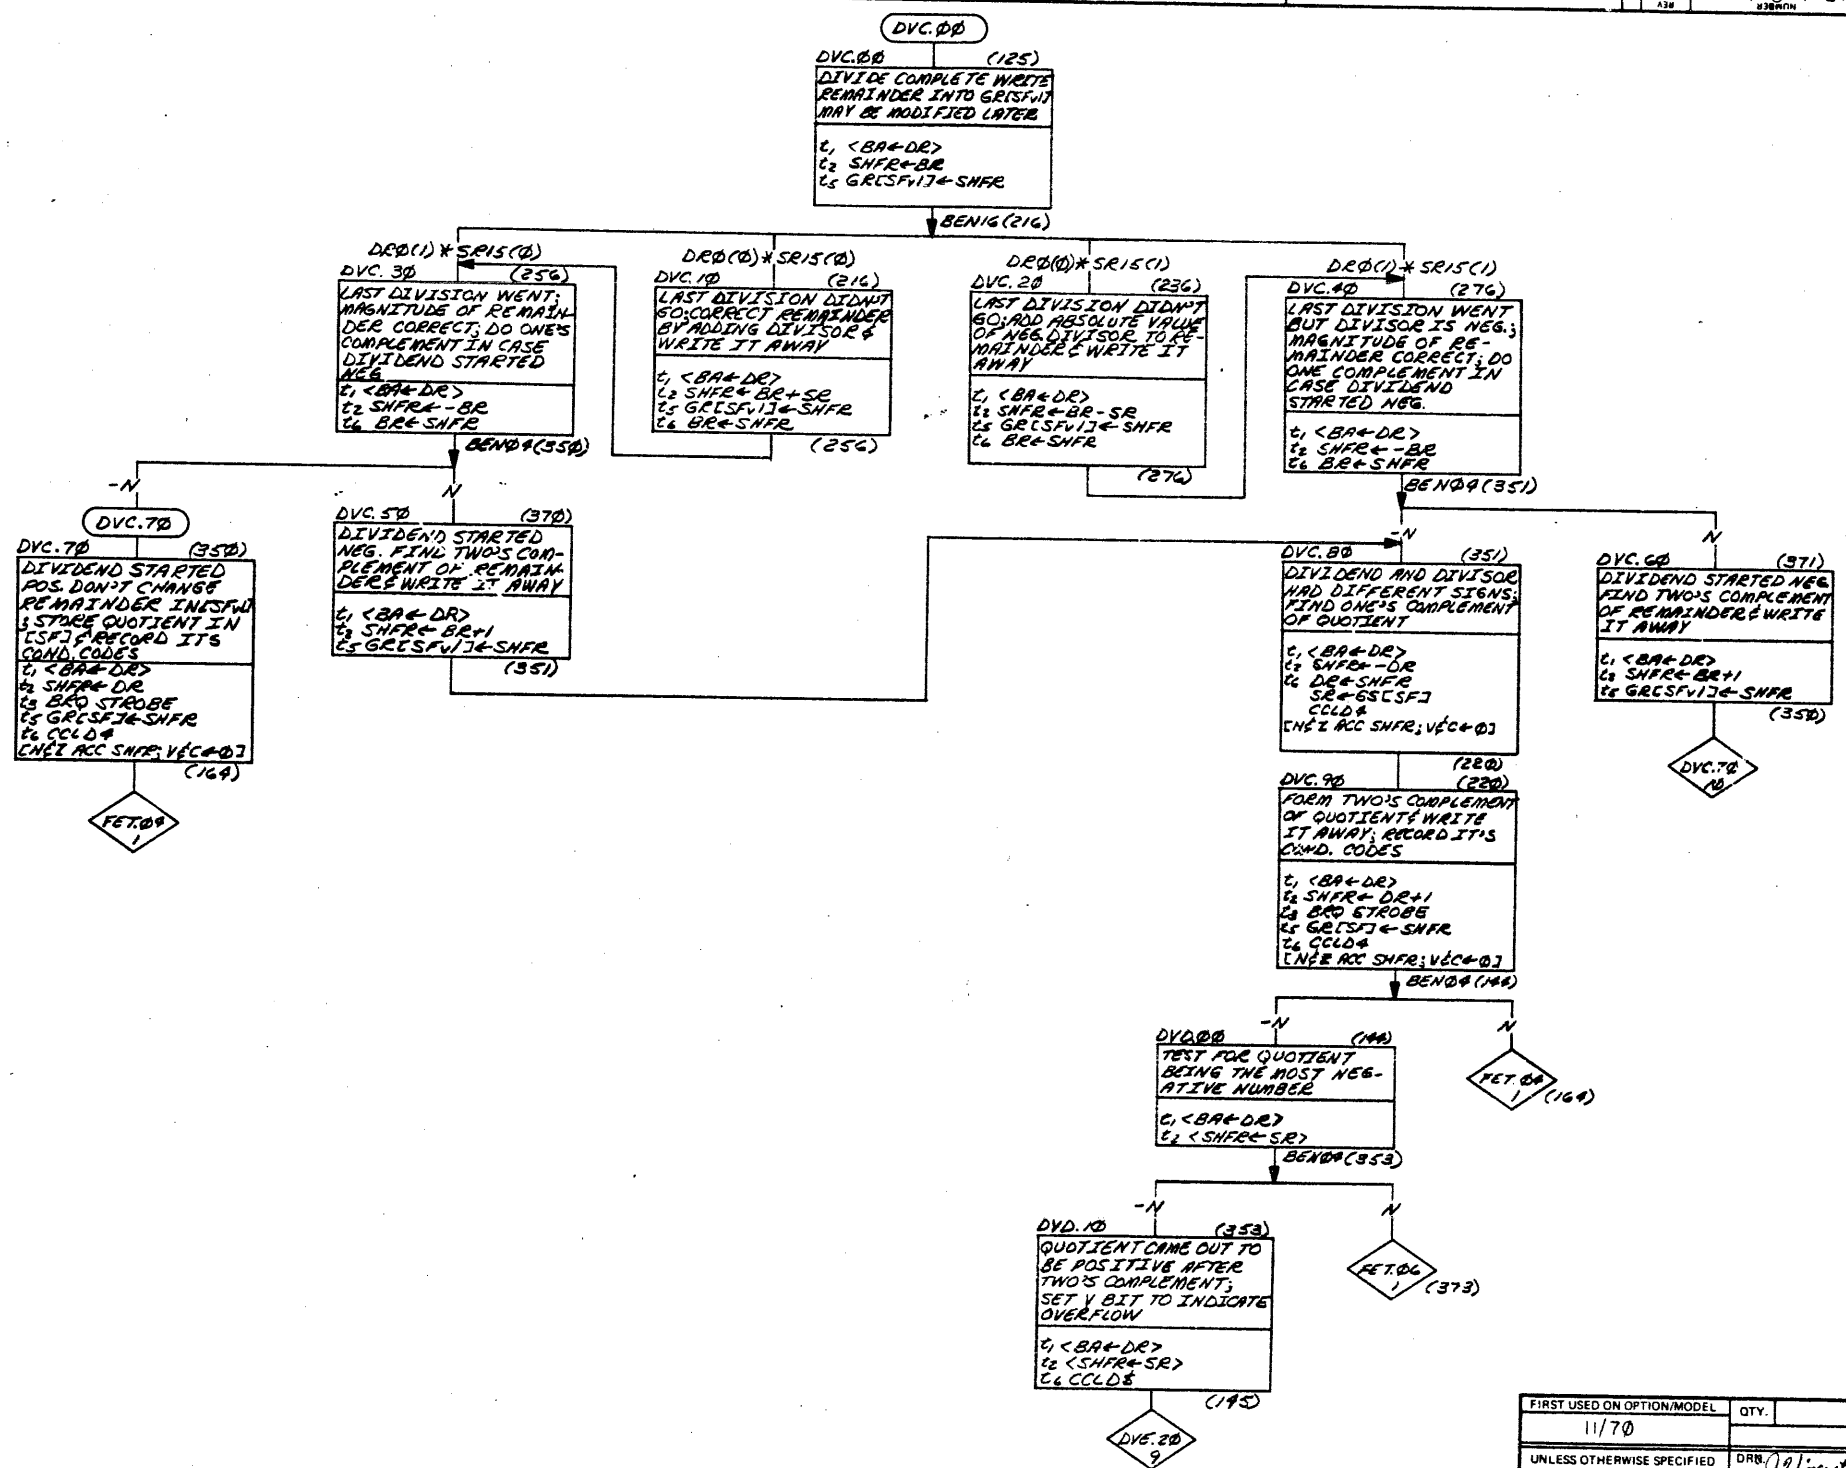 REV
NUMBER
DVC.ØØ
DVC.ØØ (125)
DIVIDE COMPLETE WRITE
REMAINDER INTO GR[SFv1]
MAY BE MODIFIED LATER
t1 <BA←DR>
t2 SHFR←BR
t5 GR[SFv1]←SHFR
BEN16(216)
DRØ(1)*SR15(Ø)
DVC.3Ø (256)
LAST DIVISION WENT;
MAGNITUDE OF REMAIN-
DER CORRECT; DO ONE'S
COMPLEMENT IN CASE
DIVIDEND STARTED
NEG
t1 <BA←DR>
t2 SHFR←-BR
t6 BR←SHFR
BENØ4(35Ø)
DRØ(Ø)*SR15(Ø)
DVC.1Ø (216)
LAST DIVISION DIDN'T
GO; CORRECT REMAINDER
BY ADDING DIVISOR &
WRITE IT AWAY
t1 <BA←DR>
t2 SHFR←BR+SR
t5 GR[SFv1]←SHFR
t6 BR←SHFR
(256)
DRØ(Ø)*SR15(1)
DVC.2Ø (236)
LAST DIVISION DIDN'T
GO; ADD ABSOLUTE VALUE
OF NEG. DIVISOR TO RE-
MAINDER & WRITE IT
AWAY
t1 <BA←DR>
t2 SHFR←BR-SR
t5 GR[SFv1]←SHFR
t6 BR←SHFR
(276)
DRØ(1)*SR15(1)
DVC.4Ø (276)
LAST DIVISION WENT
BUT DIVISOR IS NEG.;
MAGNITUDE OF RE-
MAINDER CORRECT; DO
ONE COMPLEMENT IN
CASE DIVIDEND
STARTED NEG.
t1 <BA←DR>
t2 SHFR←-BR
t6 BR←SHFR
BENØ4(351)
-N
N
DVC.7Ø
DVC.7Ø (35Ø)
DIVIDEND STARTED
POS. DON'T CHANGE
REMAINDER IN[SFv1]
; STORE QUOTIENT IN
[SF] & RECORD ITS
COND. CODES
t1 <BA←DR>
t2 SHFR←DR
t3 BRQ STROBE
t5 GR[SF]←SHFR
t6 CCLD4
[N&Z ACC SHFR; V&C←Ø]
(164)
FET.Ø4
1
DVC.5Ø (37Ø)
DIVIDEND STARTED
NEG. FIND TWO'S COM-
PLEMENT OF REMAIN-
DER & WRITE IT AWAY
t1 <BA←DR>
t2 SHFR←BR+1
t5 GR[SFv1]←SHFR
(351)
-N
N
DVC.8Ø (351)
DIVIDEND AND DIVISOR
HAD DIFFERENT SIGNS;
FIND ONE'S COMPLEMENT
OF QUOTIENT
t1 <BA←DR>
t2 SHFR←-DR
t6 DR←SHFR
SR←GS[SF]
CCLD4
[N&Z ACC SHFR; V&C←Ø]
(22Ø)
DVC.6Ø (371)
DIVIDEND STARTED NEG
FIND TWO'S COMPLEMENT
OF REMAINDER & WRITE
IT AWAY
t1 <BA←DR>
t2 SHFR←BR+1
t5 GR[SFv1]←SHFR
(35Ø)
DVC.7Ø
10
DVC.9Ø (22Ø)
FORM TWO'S COMPLEMENT
OF QUOTIENT & WRITE
IT AWAY; RECORD IT'S
COND. CODES
t1 <BA←DR>
t2 SHFR←DR+1
t3 BRQ STROBE
t5 GR[SF]←SHFR
t6 CCLD4
[N&Z ACC SHFR; V&C←Ø]
BENØ4(144)
-N
N
DVD.ØØ (144)
TEST FOR QUOTIENT
BEING THE MOST NEG-
ATIVE NUMBER
t1 <BA←DR>
t2 <SHFR←SR>
BENØ4(353)
FET.Ø4
1 (164)
-N
N
DVD.1Ø (353)
QUOTIENT CAME OUT TO
BE POSITIVE AFTER
TWO'S COMPLEMENT;
SET V BIT TO INDICATE
OVERFLOW
t1 <BA←DR>
t2 <SHFR←SR>
t6 CCLD5
(145)
FET.Ø6
1 (373)
DVE.2Ø
9
FIRST USED ON OPTION/MODEL
QTY.
11/7Ø
UNLESS OTHERWISE SPECIFIED
DRN.